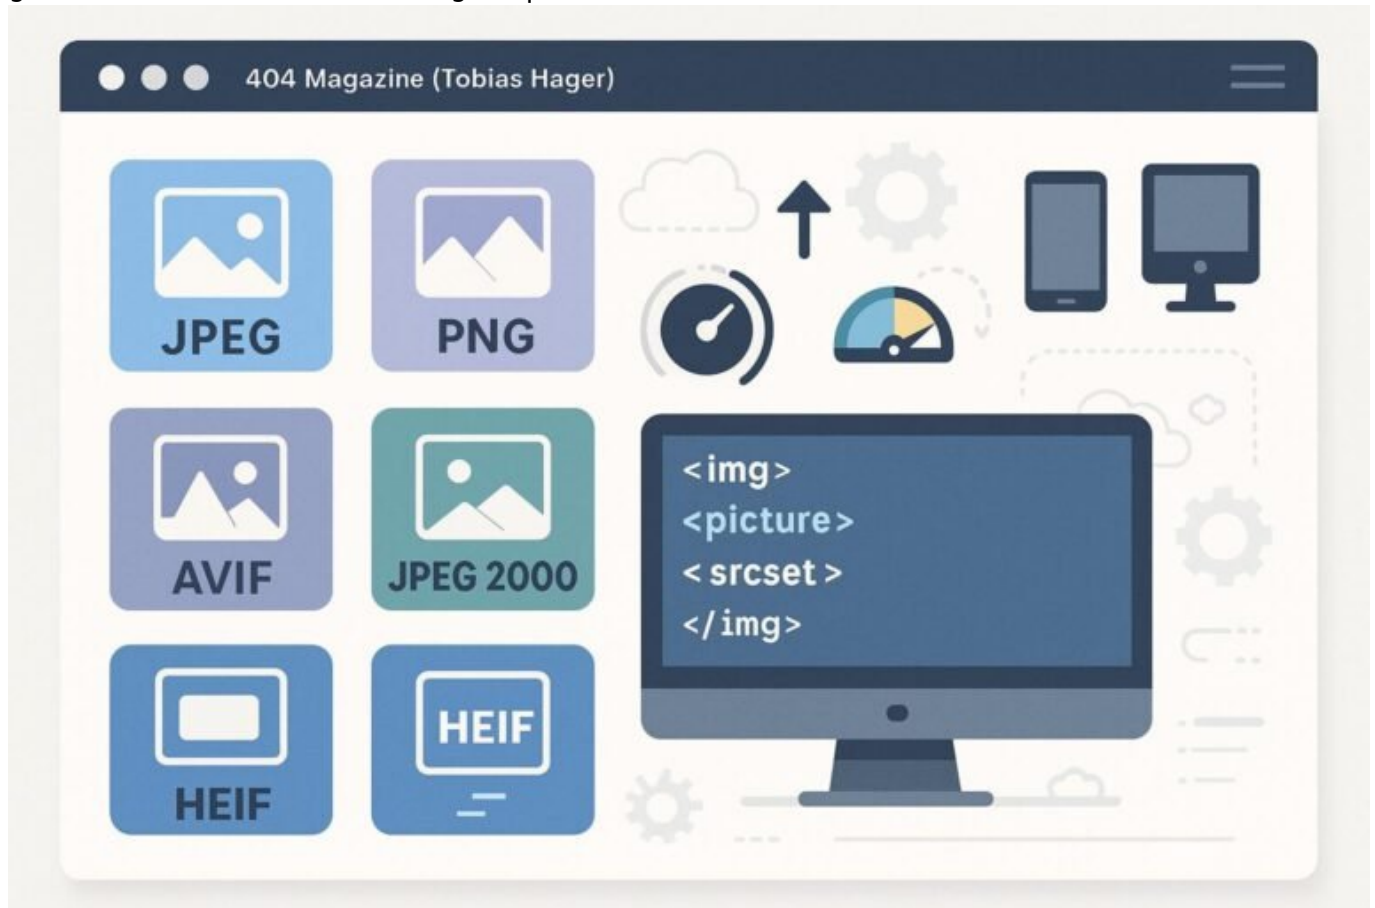 404 Magazine (Tobias Hager)
JPEG
PNG
AVIF
JPEG 2000
HEIF
HEIF
<img>
<picture>
< srcset >
</img>